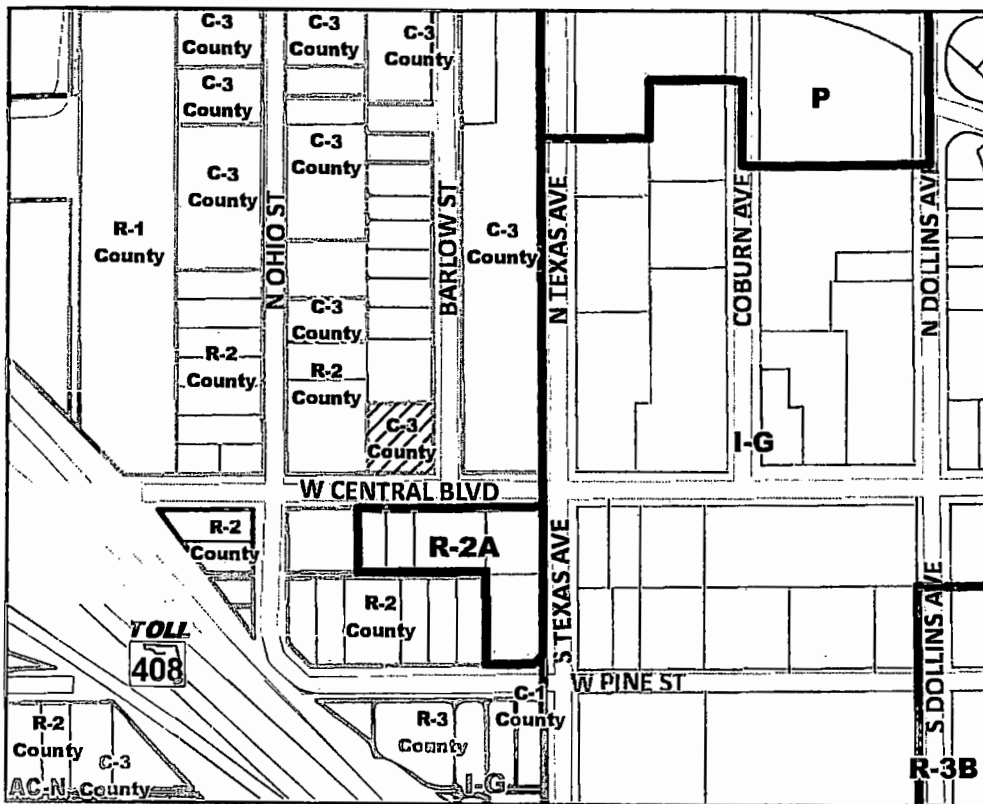 C-3
County
C-3
County
C-3
County
C-3
County
P
C-3
County
C-3
County
R-1
County
C-3
County
N OHIO ST
BARLOW ST
N TEXAS AVE
COBURN AVE
N DOLLINS AVE
C-3
County
R-2
County
R-2
County
C-3
County
I-G
W CENTRAL BLVD
R-2
County
R-2A
S TEXAS AVE
S DOLLINS AVE
R-2
County
TOLL
408
W PINE ST
C-1
County
R-2
County
C-3
County
R-3
County
AC-N
I-G
R-3B